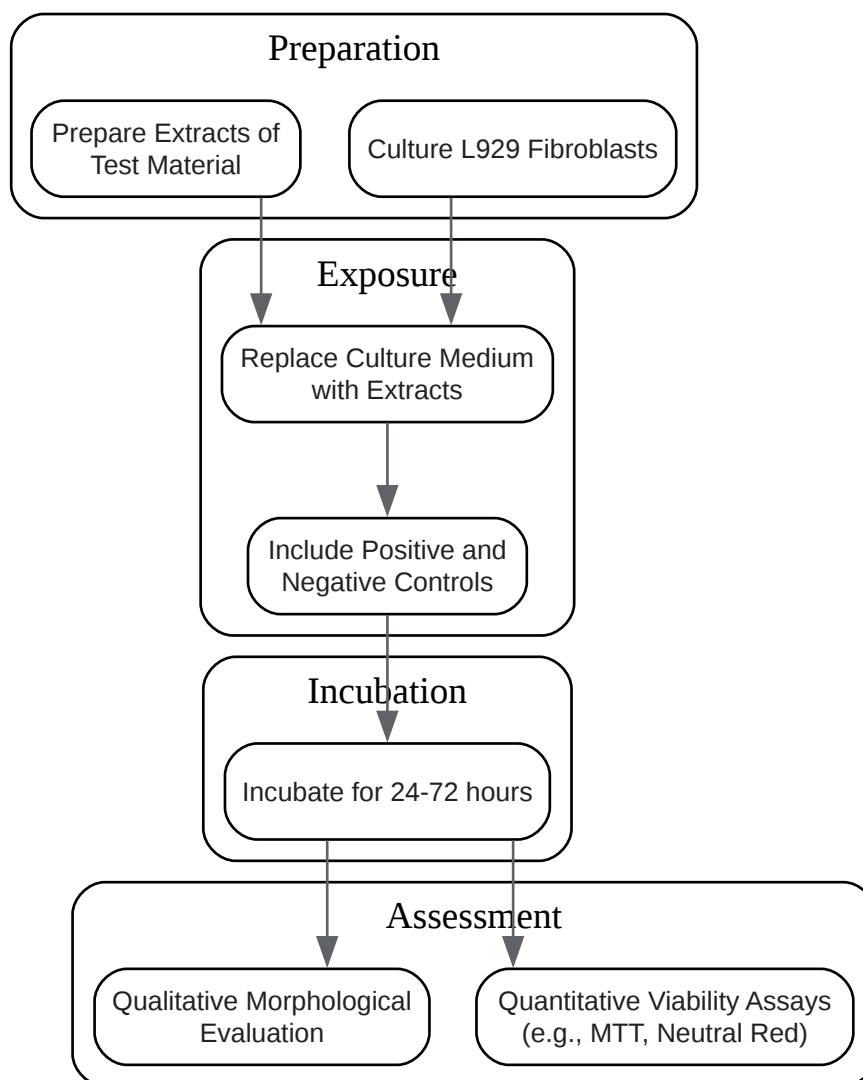 Preparation
Prepare Extracts of
Test Material
Culture L929 Fibroblasts
Exposure
Replace Culture Medium
with Extracts
Include Positive and
Negative Controls
Incubation
Incubate for 24-72 hours
Assessment
Qualitative Morphological
Evaluation
Quantitative Viability Assays
(e.g., MTT, Neutral Red)